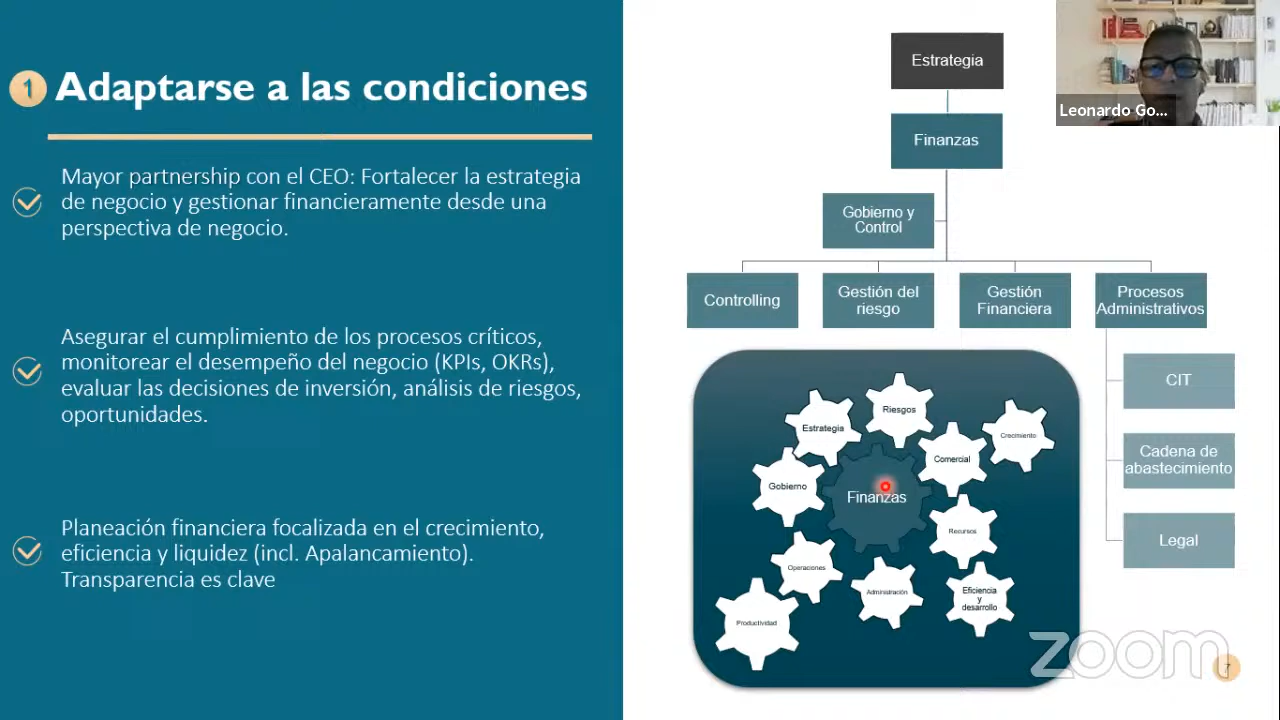 1 Adaptarse a las condiciones
Mayor partnership con el CEO: Fortalecer la estrategia
de negocio y gestionar financieramente desde una
perspectiva de negocio.
Asegurar el cumplimiento de los procesos críticos,
monitorear el desempeño del negocio (KPIs, OKRs),
evaluar las decisiones de inversión, análisis de riesgos,
oportunidades.
Planeación financiera focalizada en el crecimiento,
eficiencia y liquidez (incl. Apalancamiento).
Transparencia es clave
Estrategia
Finanzas
Gobierno y
Control
Controlling
Gestión del
riesgo
Gestión
Financiera
Procesos
Administrativos
CIT
Cadena de
abastecimiento
Legal
Riesgos
Estrategia
Crecimiento
Comercial
Gobierno
Finanzas
Recursos
Operaciones
Administración
Eficiencia
y
desarrollo
Productividad
Leonardo Go...
zoom
7